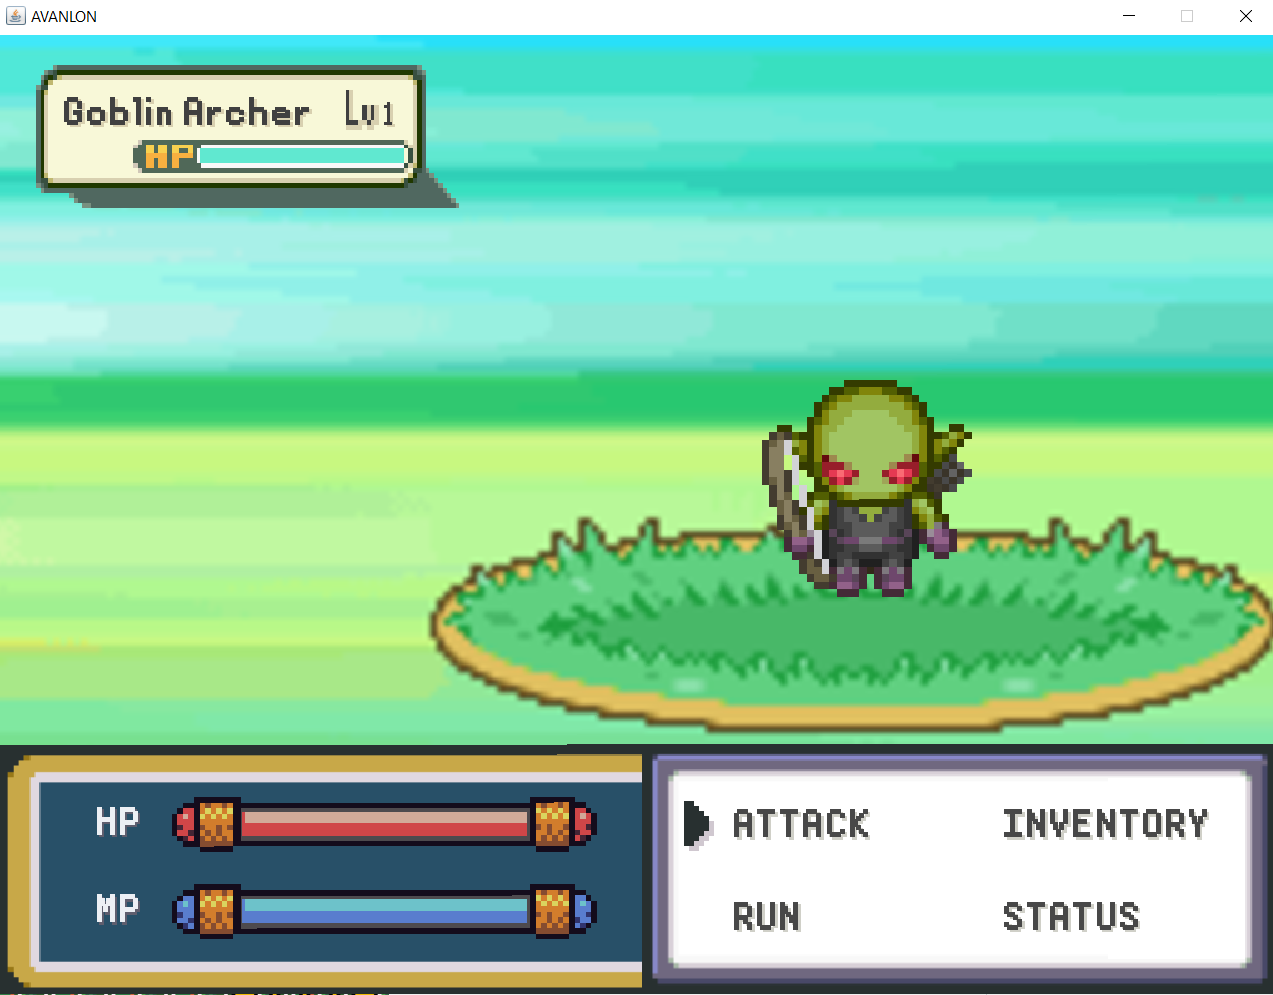 AVANLON
Goblin Archer Lv1
HP
HP
MP
ATTACK INVENTORY
RUN STATUS